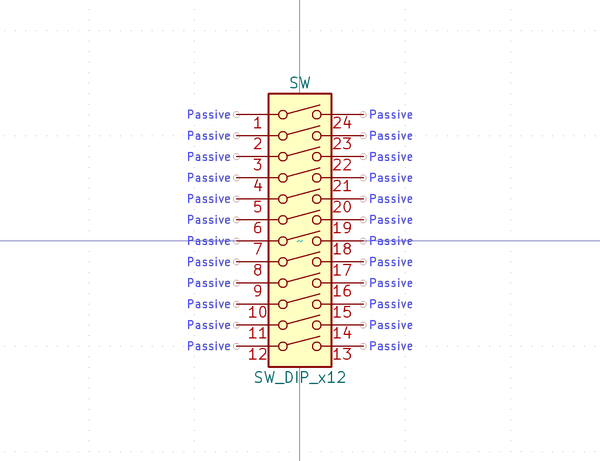 SW
Passive Passive
1 24
Passive Passive
2 23
Passive Passive
3 22
Passive Passive
4 21
Passive Passive
5 20
Passive Passive
6 19
Passive ~ Passive
7 18
Passive Passive
8 17
Passive Passive
9 16
Passive Passive
10 15
Passive Passive
11 14
Passive Passive
12 13
SW_DIP_x12